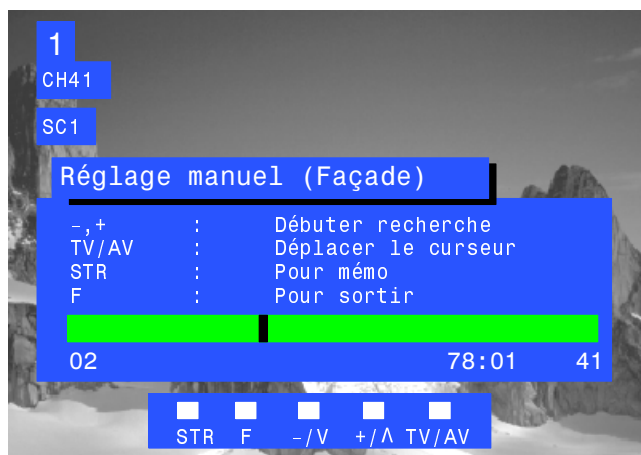 1
CH41
SC1
Réglage manuel (Façade)
–,+ : Débuter recherche
TV/AV : Déplacer le curseur
STR : Pour mémo
F : Pour sortir
02 78:01 41
STR F –/V +/Λ TV/AV